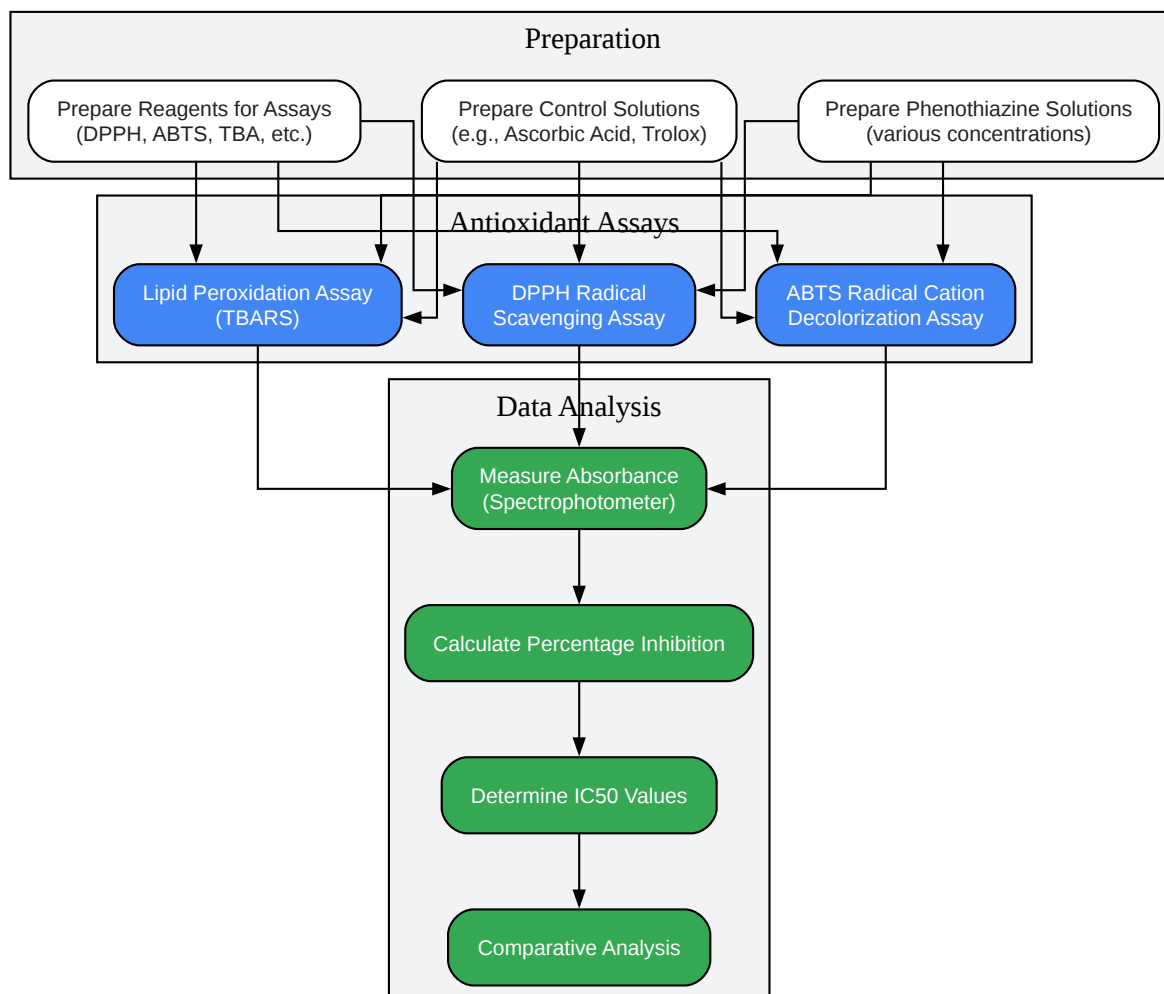 Preparation
Prepare Reagents for Assays
(DPPH, ABTS, TBA, etc.)
Prepare Control Solutions
(e.g., Ascorbic Acid, Trolox)
Prepare Phenothiazine Solutions
(various concentrations)
Antioxidant Assays
Lipid Peroxidation Assay
(TBARS)
DPPH Radical
Scavenging Assay
ABTS Radical Cation
Decolorization Assay
Data Analysis
Measure Absorbance
(Spectrophotometer)
Calculate Percentage Inhibition
Determine IC50 Values
Comparative Analysis